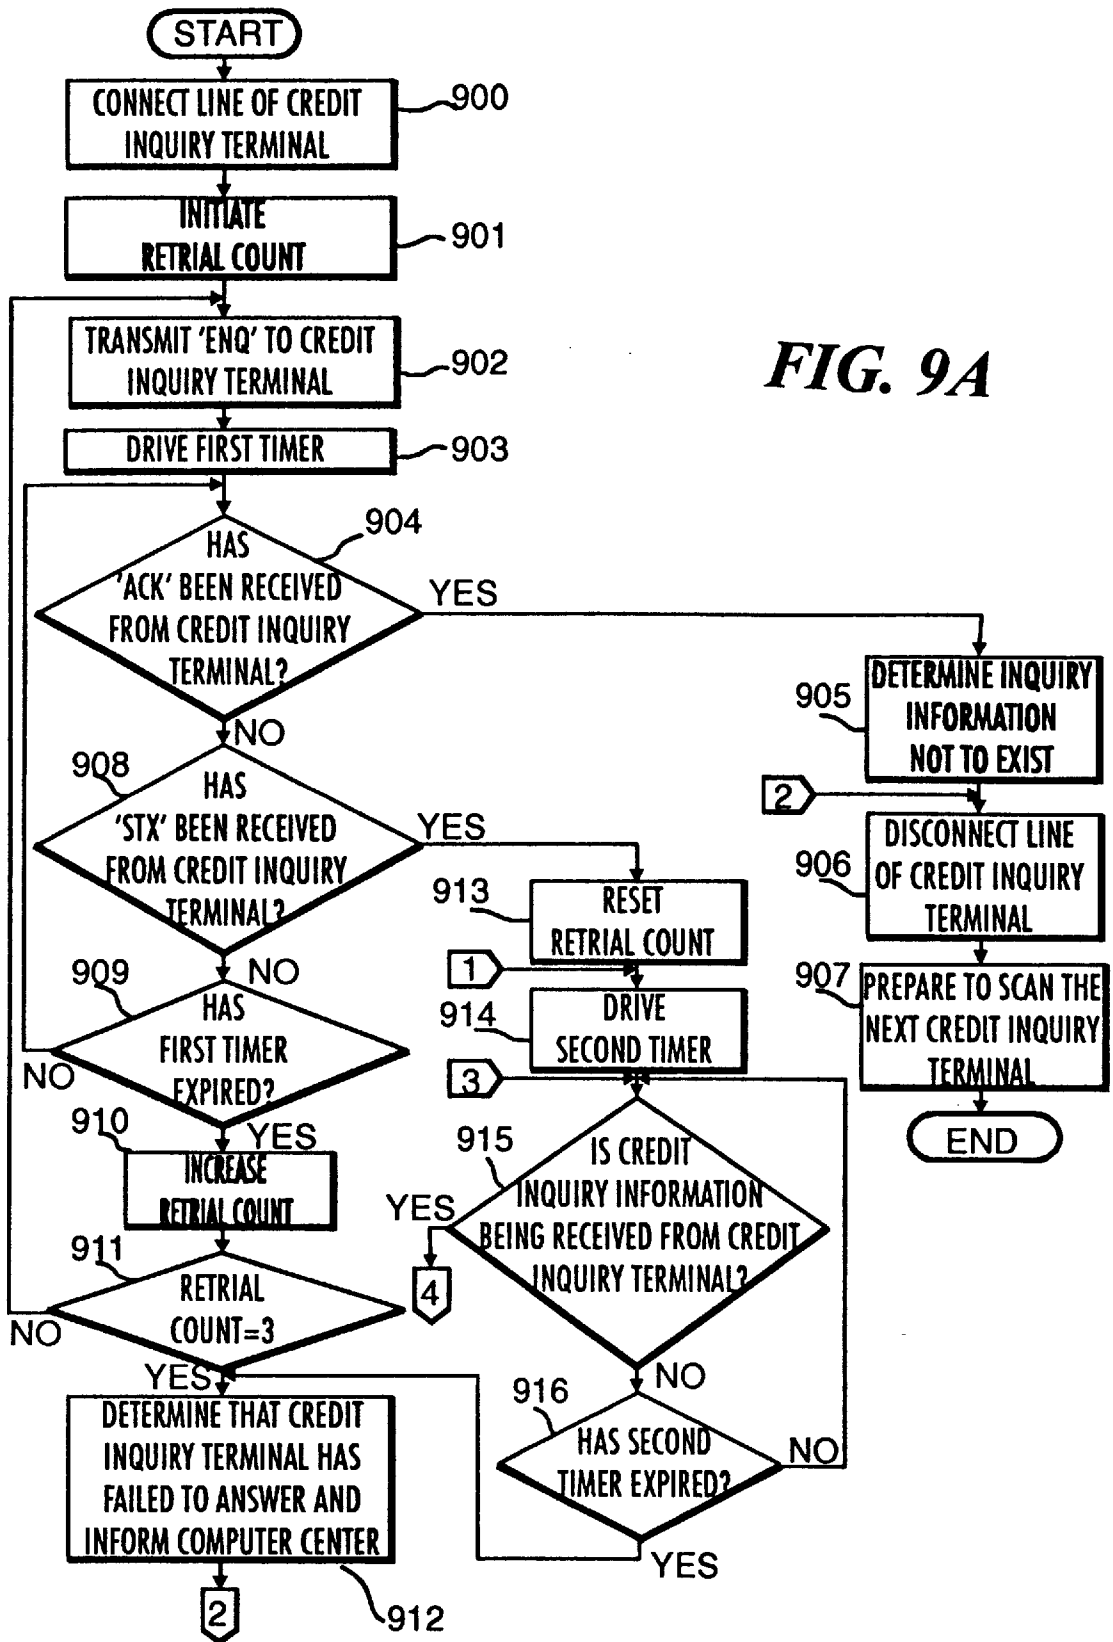 START
CONNECT LINE OF CREDIT
INQUIRY TERMINAL
900
INITIATE
RETRIAL COUNT
901
TRANSMIT 'ENQ' TO CREDIT
INQUIRY TERMINAL
902
FIG. 9A
DRIVE FIRST TIMER
903
904
HAS
'ACK' BEEN RECEIVED
FROM CREDIT INQUIRY
TERMINAL?
YES
NO
905
DETERMINE INQUIRY
INFORMATION
NOT TO EXIST
2
906
DISCONNECT LINE
OF CREDIT INQUIRY
TERMINAL
907
PREPARE TO SCAN THE
NEXT CREDIT INQUIRY
TERMINAL
END
908
HAS
'STX' BEEN RECEIVED
FROM CREDIT INQUIRY
TERMINAL?
YES
NO
913
RESET
RETRIAL COUNT
1
914
DRIVE
SECOND TIMER
3
909
HAS
FIRST TIMER
EXPIRED?
NO
YES
910
INCREASE
RETRIAL COUNT
911
RETRIAL
COUNT=3
NO
YES
915
IS CREDIT
INQUIRY INFORMATION
BEING RECEIVED FROM CREDIT
INQUIRY TERMINAL?
YES
4
NO
916
HAS SECOND
TIMER EXPIRED?
NO
YES
DETERMINE THAT CREDIT
INQUIRY TERMINAL HAS
FAILED TO ANSWER AND
INFORM COMPUTER CENTER
912
2